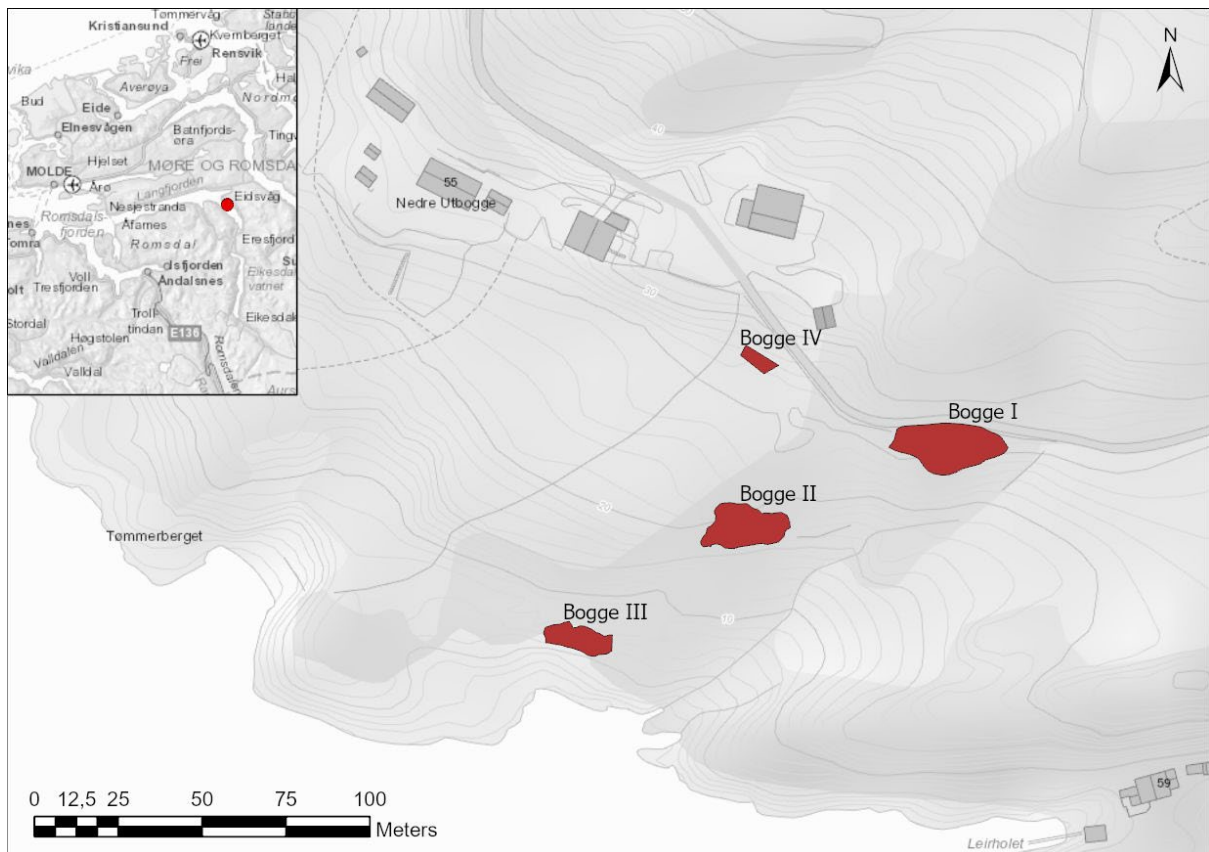 Tømmervåg
Kristiansund
Kvernberget
Frei
Rensvik
Averøya
Bud
Eide
Elnesvågen
Batnfjords-
øra
Hjelset
MØRE OG ROMSDA
MOLDE
Årø
Langfjorden
Eidsvåg
Nesjestranda
Romsdals-
fjorden
Åfarnes
Romsdal
Eresfjord
Tomra
Voll
Tresfjorden
Åndalsnes
Eikesdal
vatnet
Stordal
Troll
tindan
Eikesdal
Høgstolen
E136
Valldalen
Valldal
Romsdalen
N
40
55
Nedre Utbogge
30
Bogge IV
Bogge I
Bogge II
20
Tømmerberget
Bogge III
10
59
Leirholet
0 12,5 25 50 75 100
Meters